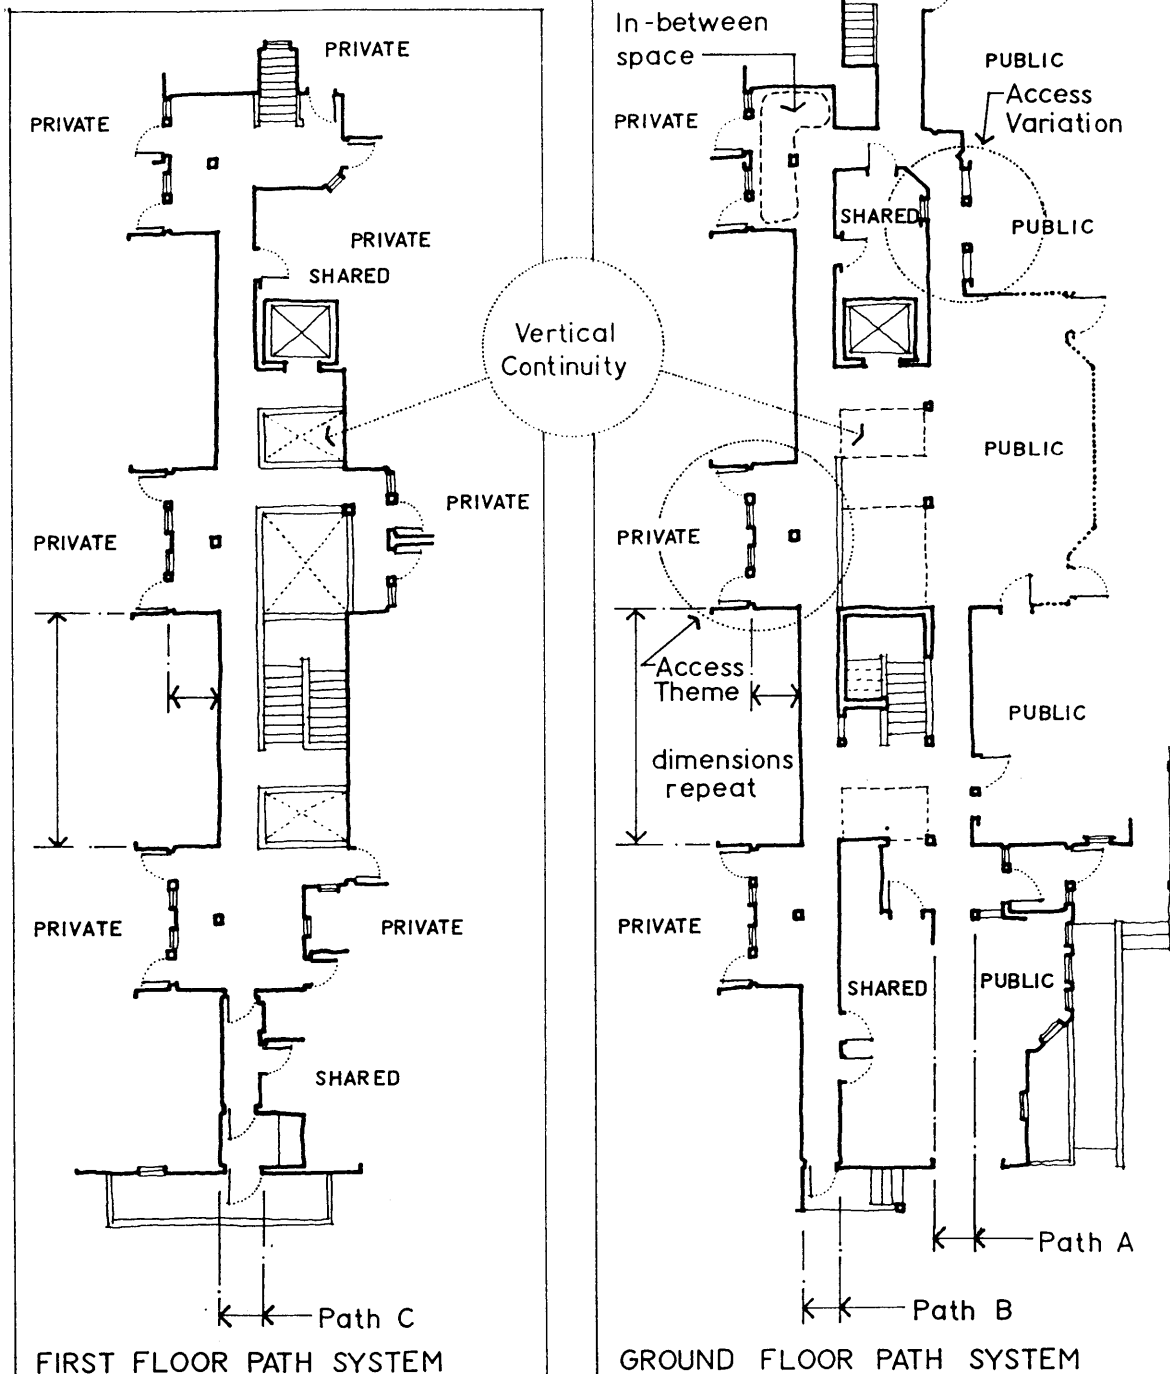 PRIVATE
PRIVATE
PRIVATE
SHARED
Vertical
Continuity
PRIVATE
PRIVATE
PRIVATE
PRIVATE
SHARED
Path C
FIRST FLOOR PATH SYSTEM
In-between
space
PUBLIC
Access
Variation
PRIVATE
SHARED
PUBLIC
PUBLIC
PRIVATE
Access
Theme
PUBLIC
dimensions
repeat
PRIVATE
SHARED
PUBLIC
Path A
Path B
GROUND FLOOR PATH SYSTEM